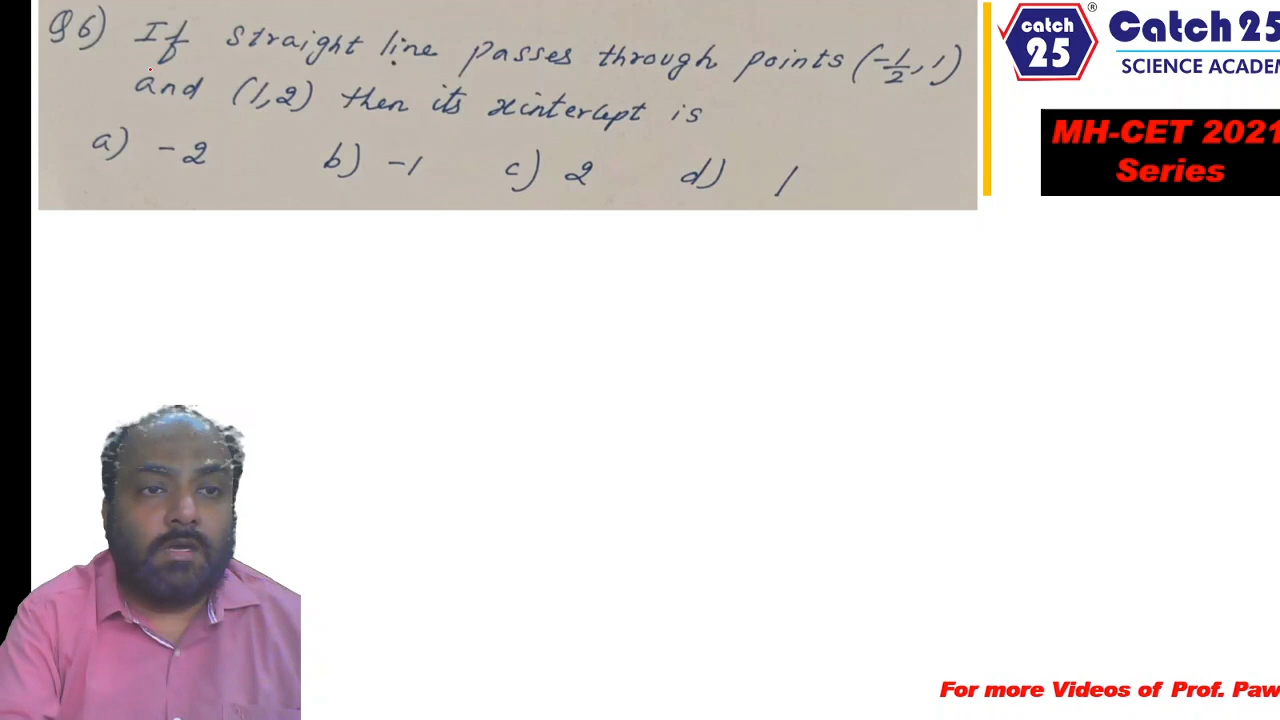 Q6) If straight line passes through points (-1/2, 1)
and (1,2) then its xintercept is
a) -2 b) -1 c) 2 d) 1
catch
25
®
Catch 25
SCIENCE ACADEM
MH-CET 2021
Series
For more Videos of Prof. Paw